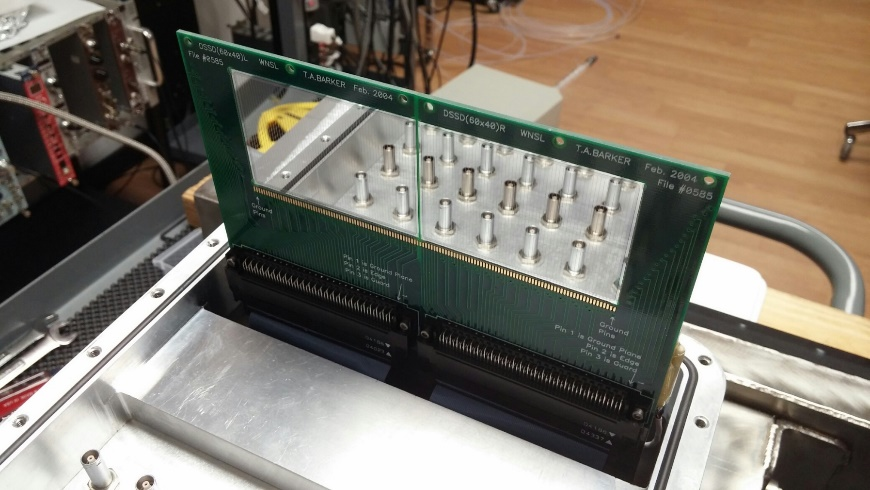 DSSD(60x40)L WNSL T.A.BARKER Feb. 2004
File #0585
DSSD(60x40)R WNSL T.A.BARKER Feb. 2004
File #0585
Ground
Pins
Pin 1 is Ground Plane
Pin 2 is Edge
Pin 3 is Guard
Ground
Pins
Pin 1 is Ground Plane
Pin 2 is Edge
Pin 3 is Guard